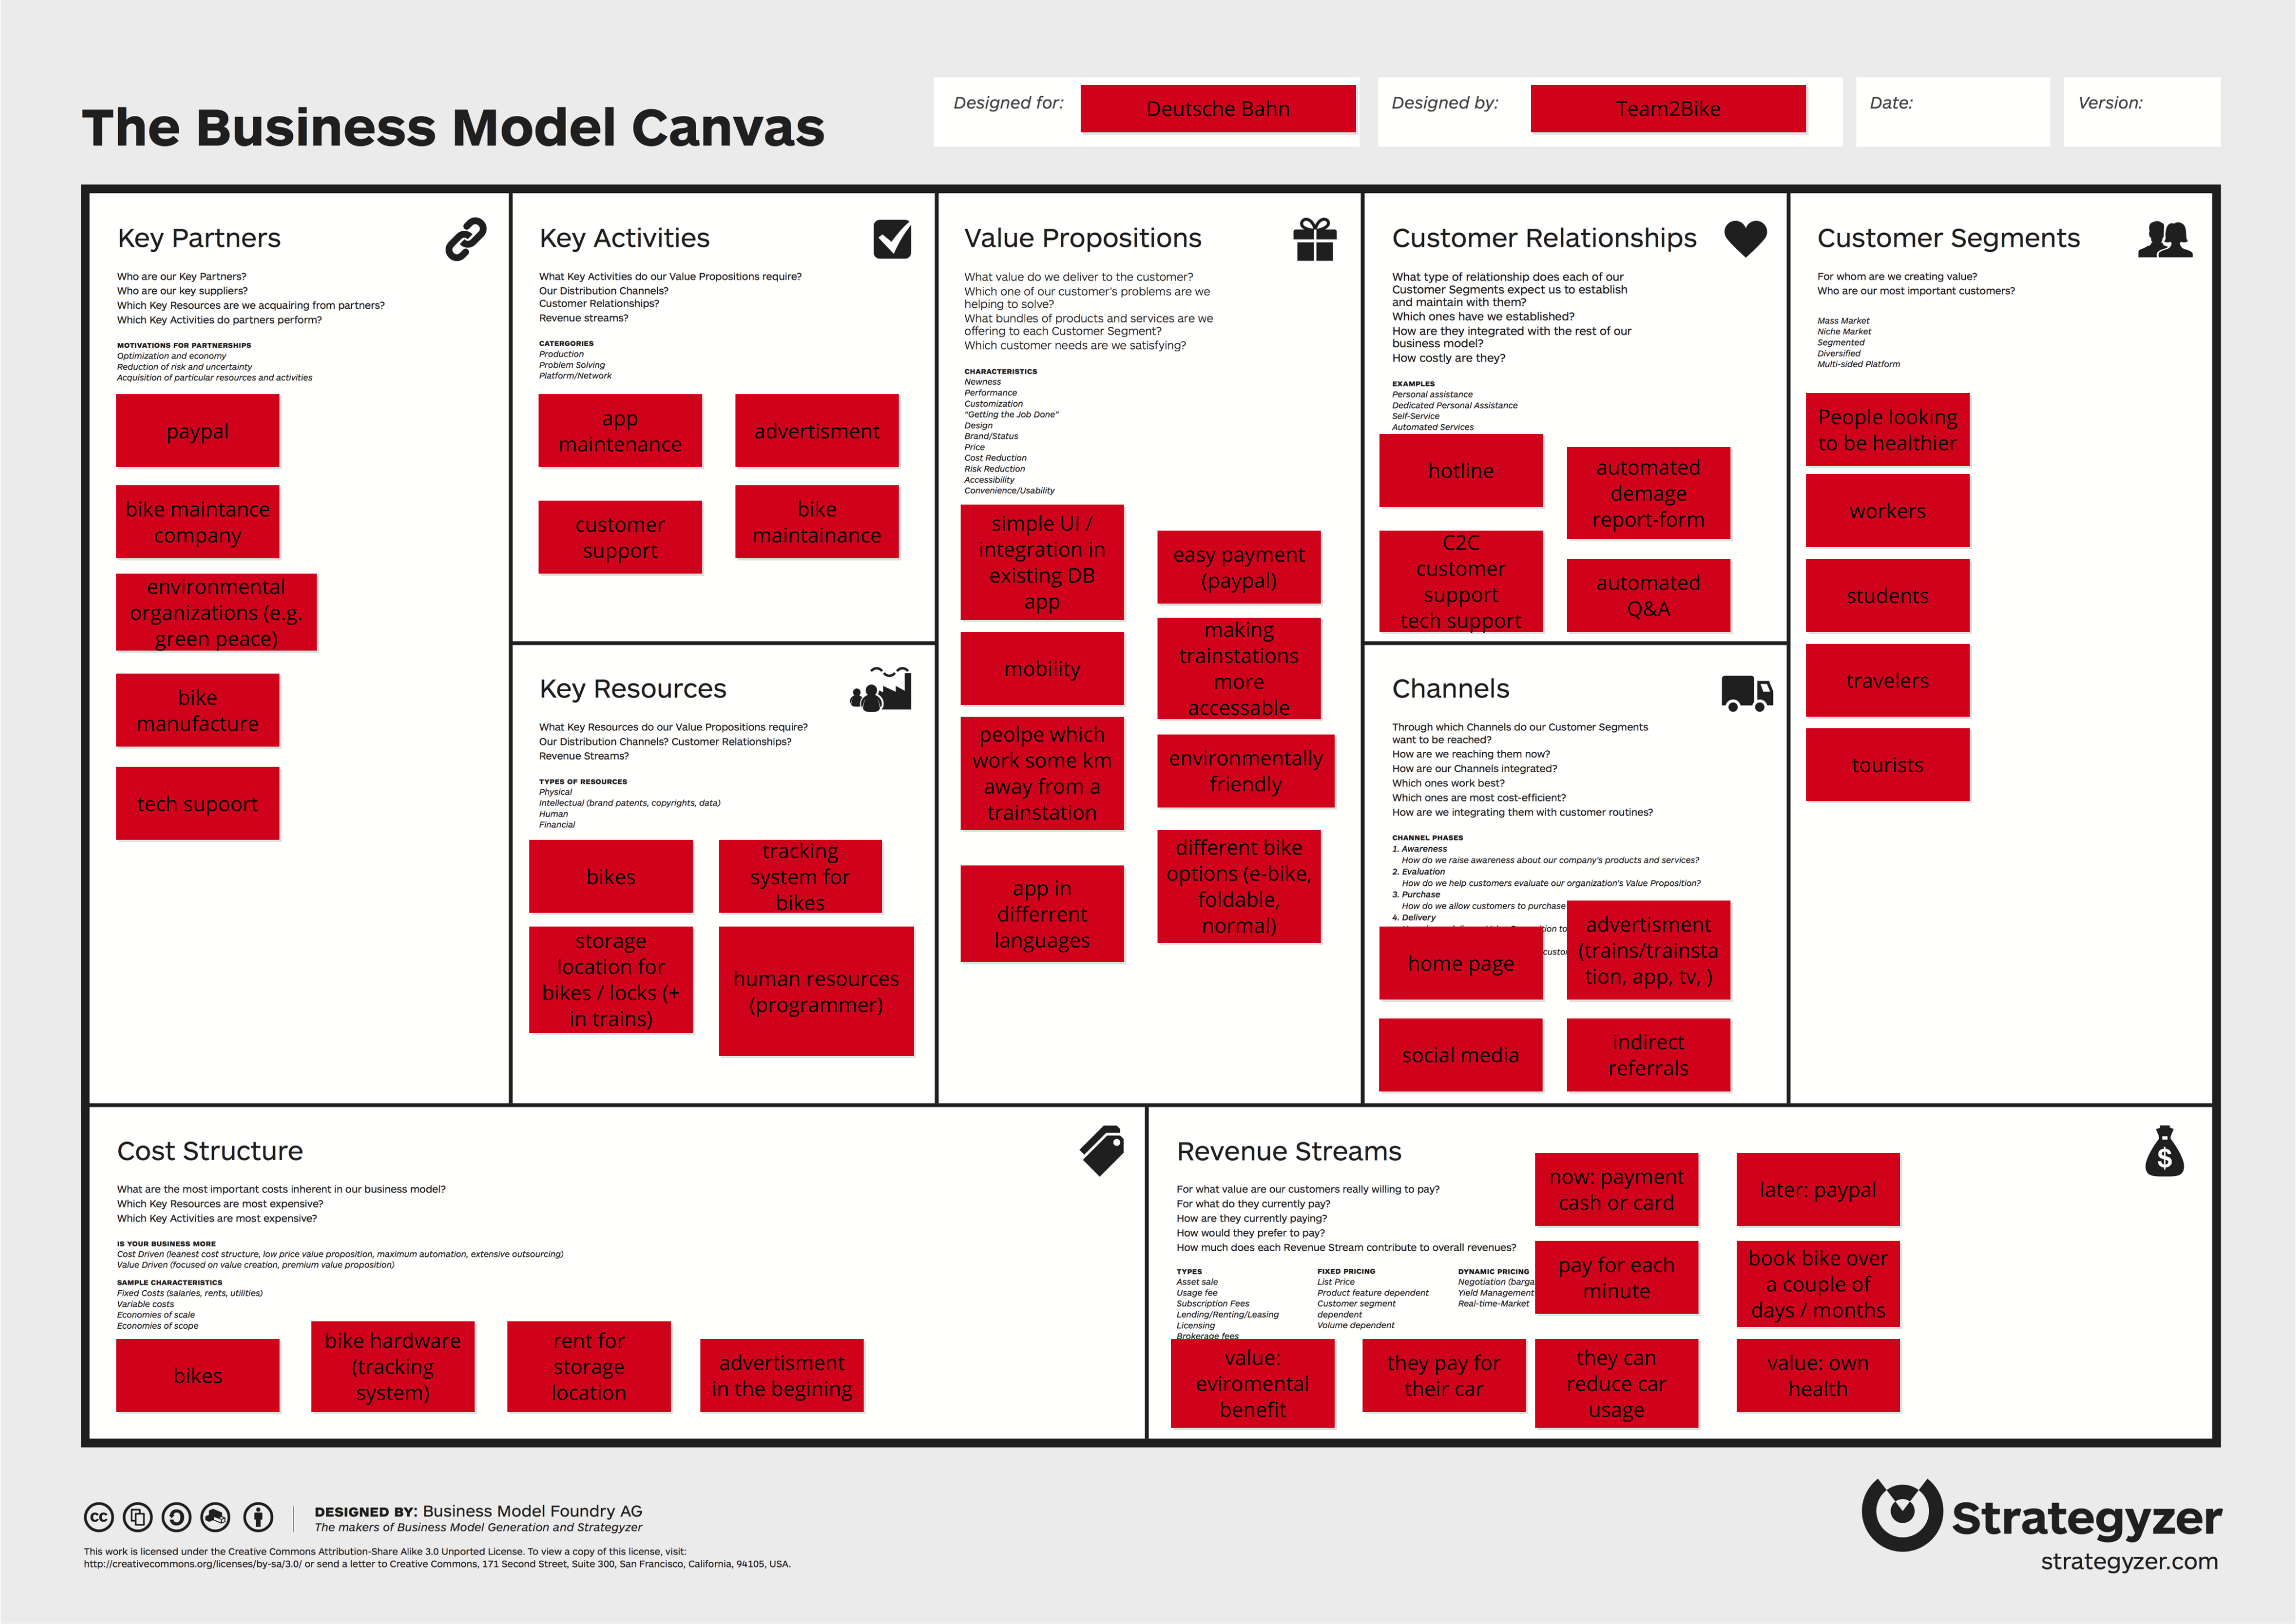 The Business Model Canvas
Designed for:
Deutsche Bahn
Designed by:
Team2Bike
Date:
Version:
Key Partners
Who are our Key Partners?
Who are our key suppliers?
Which Key Resources are we acquairing from partners?
Which Key Activities do partners perform?
MOTIVATIONS FOR PARTNERSHIPS
Optimization and economy
Reduction of risk and uncertainty
Acquisition of particular resources and activities
paypal
bike maintance
company
environmental
organizations (e.g.
green peace)
bike
manufacture
tech supoort
Key Activities
What Key Activities do our Value Propositions require?
Our Distribution Channels?
Customer Relationships?
Revenue streams?
CATERGORIES
Production
Problem Solving
Platform/Network
app
maintenance
advertisment
customer
support
bike
maintainance
Key Resources
What Key Resources do our Value Propositions require?
Our Distribution Channels? Customer Relationships?
Revenue Streams?
TYPES OF RESOURCES
Physical
Intellectual (brand patents, copyrights, data)
Human
Financial
bikes
tracking
system for
bikes
storage
location for
bikes / locks (+
in trains)
human resources
(programmer)
Value Propositions
What value do we deliver to the customer?
Which one of our customer's problems are we
helping to solve?
What bundles of products and services are we
offering to each Customer Segment?
Which customer needs are we satisfying?
CHARACTERISTICS
Newness
Performance
Customization
"Getting the Job Done"
Design
Brand/Status
Price
Cost Reduction
Risk Reduction
Accessibility
Convenience/Usability
simple UI /
integration in
existing DB
app
easy payment
(paypal)
mobility
making
trainstations
more
accessable
peolpe which
work some km
away from a
trainstation
environmentally
friendly
app in
differrent
languages
different bike
options (e-bike,
foldable,
normal)
Customer Relationships
What type of relationship does each of our
Customer Segments expect us to establish
and maintain with them?
Which ones have we established?
How are they integrated with the rest of our
business model?
How costly are they?
EXAMPLES
Personal assistance
Dedicated Personal Assistance
Self-Service
Automated Services
hotline
automated
demage
report-form
C2C
customer
support
tech support
automated
Q&A
Channels
Through which Channels do our Customer Segments
want to be reached?
How are we reaching them now?
How are our Channels integrated?
Which ones work best?
Which ones are most cost-efficient?
How are we integrating them with customer routines?
CHANNEL PHASES
1. Awareness
How do we raise awareness about our company's products and services?
2. Evaluation
How do we help customers evaluate our organization's Value Proposition?
3. Purchase
How do we allow customers to purchase
4. Delivery
home page
advertisment
(trains/trainsta
tion, app, tv, )
social media
indirect
referrals
Customer Segments
For whom are we creating value?
Who are our most important customers?
Mass Market
Niche Market
Segmented
Diversified
Multi-sided Platform
People looking
to be healthier
workers
students
travelers
tourists
Cost Structure
What are the most important costs inherent in our business model?
Which Key Resources are most expensive?
Which Key Activities are most expensive?
IS YOUR BUSINESS MORE
Cost Driven (leanest cost structure, low price value proposition, maximum automation, extensive outsourcing)
Value Driven (focused on value creation, premium value proposition)
SAMPLE CHARACTERISTICS
Fixed Costs (salaries, rents, utilities)
Variable costs
Economies of scale
Economies of scope
bikes
bike hardware
(tracking
system)
rent for
storage
location
advertisment
in the begining
Revenue Streams
For what value are our customers really willing to pay?
For what do they currently pay?
How are they currently paying?
How would they prefer to pay?
How much does each Revenue Stream contribute to overall revenues?
TYPES
Asset sale
Usage fee
Subscription Fees
Lending/Renting/Leasing
Licensing
Brokerage fees
FIXED PRICING
List Price
Product feature dependent
Customer segment
dependent
Volume dependent
DYNAMIC PRICING
Negotiation (barga
Yield Management
Real-time-Market
now: payment
cash or card
later: paypal
pay for each
minute
book bike over
a couple of
days / months
value:
eviromental
benefit
they pay for
their car
they can
reduce car
usage
value: own
health
DESIGNED BY: Business Model Foundry AG
The makers of Business Model Generation and Strategyzer
This work is licensed under the Creative Commons Attribution-Share Alike 3.0 Unported License. To view a copy of this license, visit:
http://creativecommons.org/licenses/by-sa/3.0/ or send a letter to Creative Commons, 171 Second Street, Suite 300, San Francisco, California, 94105, USA.
Strategyzer
strategyzer.com